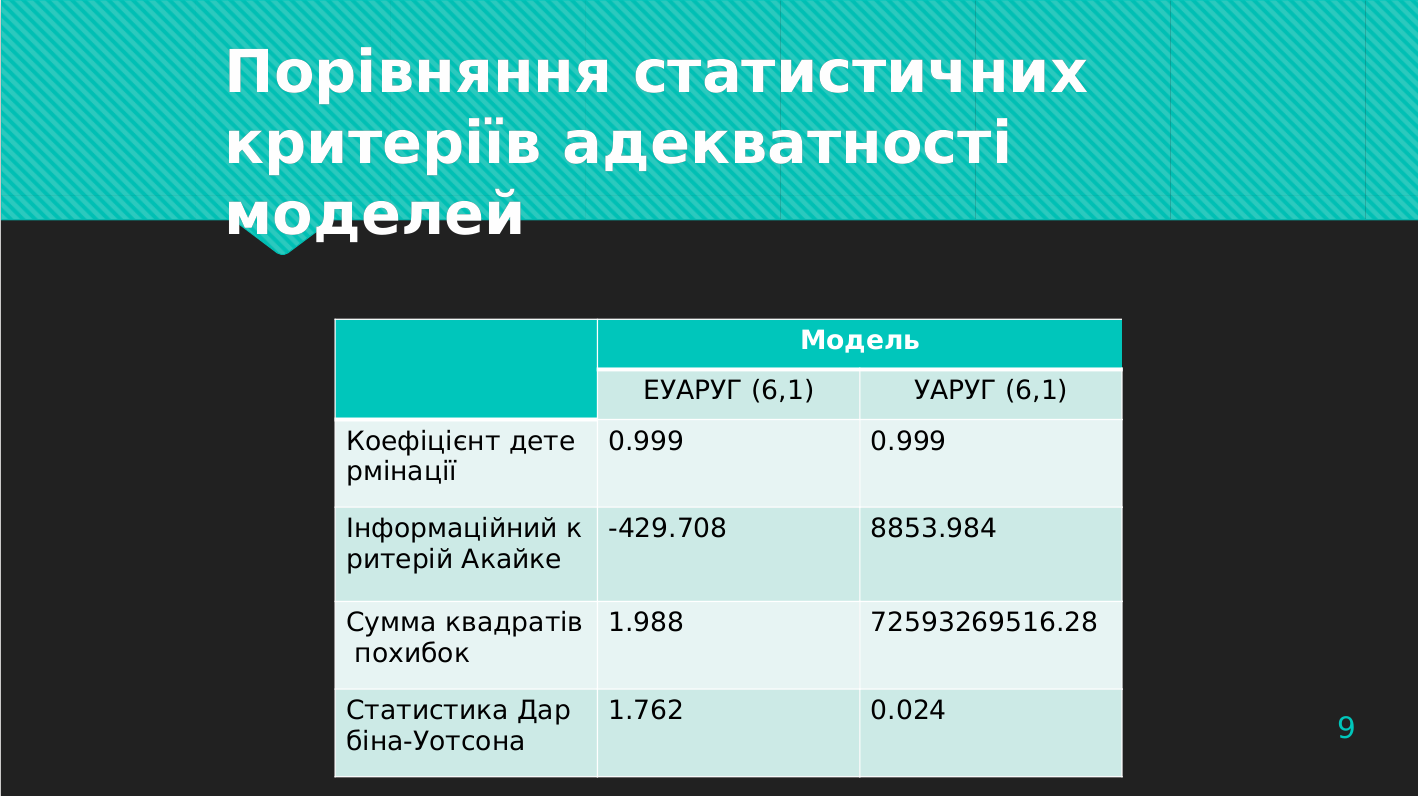 Порівняння статистичних
критеріїв адекватності
моделей
Модель
ЕУАРУГ (6,1) УАРУГ (6,1)
Коефіцієнт дете 0.999 0.999
рмінації
Інформаційний к -429.708 8853.984
ритерій Акайке
Сумма квадратів 1.988 72593269516.28
похибок
Статистика Дар 1.762 0.024
біна-Уотсона
9